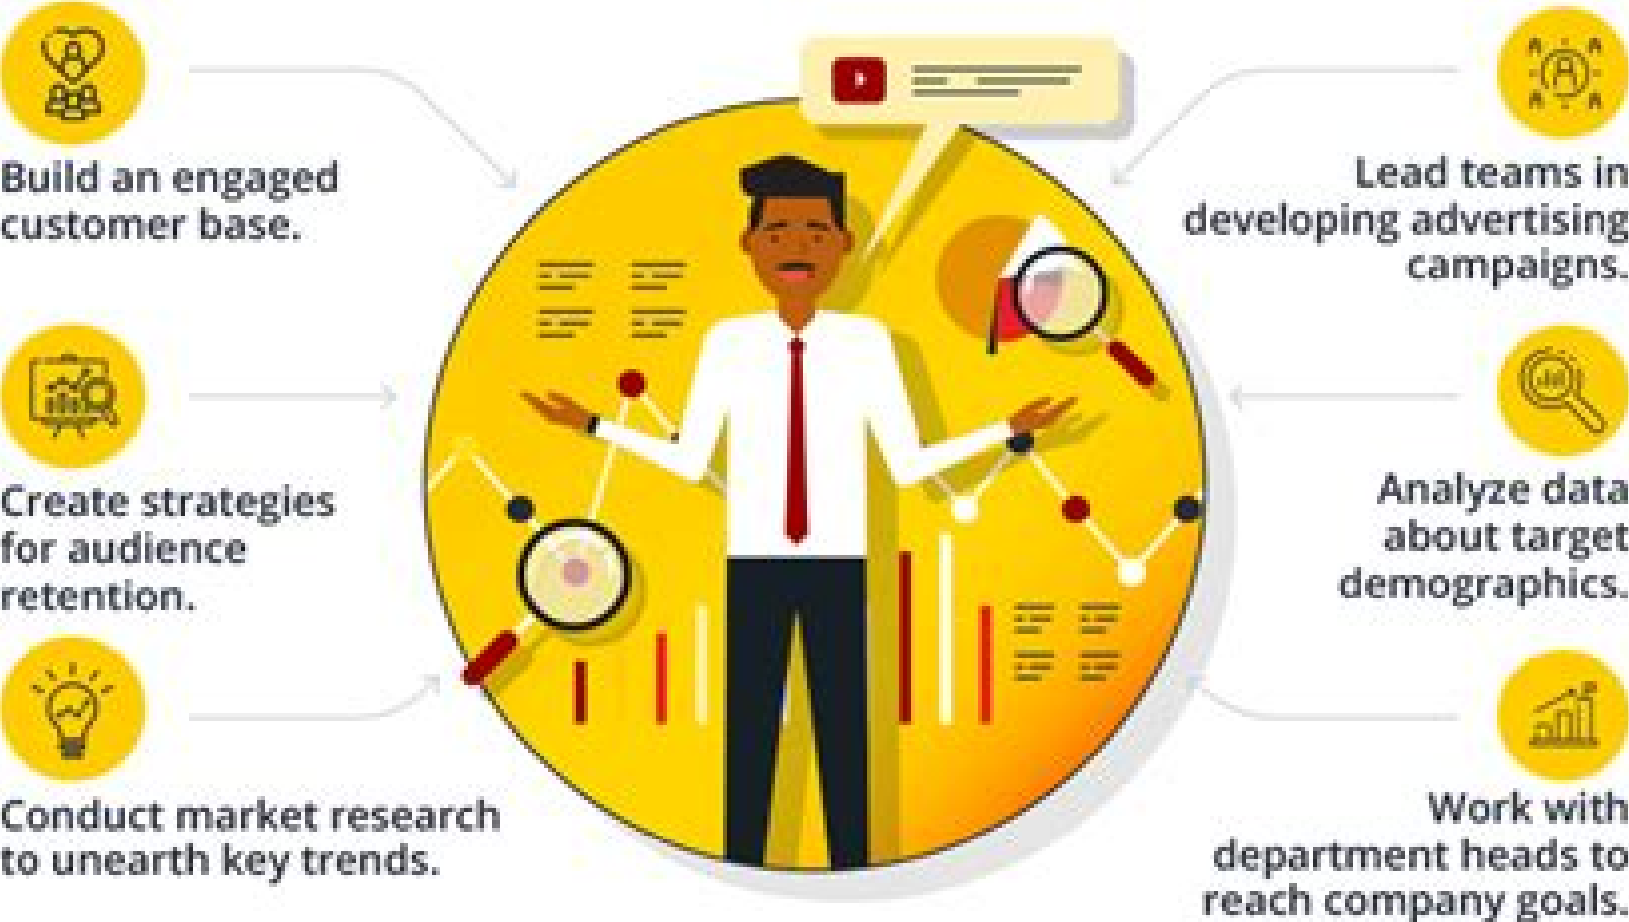 Build an engaged
customer base.
Create strategies
for audience
retention.
Conduct market research
to unearth key trends.
Lead teams in
developing advertising
campaigns.
Analyze data
about target
demographics.
Work with
department heads to
reach company goals.